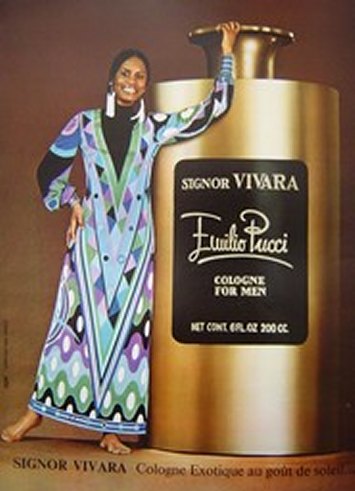 SIGNOR VIVARA
Emilio Pucci
COLOGNE
FOR MEN
NET CONT. 6 FL. OZ 200 CC.
SIGNOR VIVARA Cologne Exotique au goût de soleil.